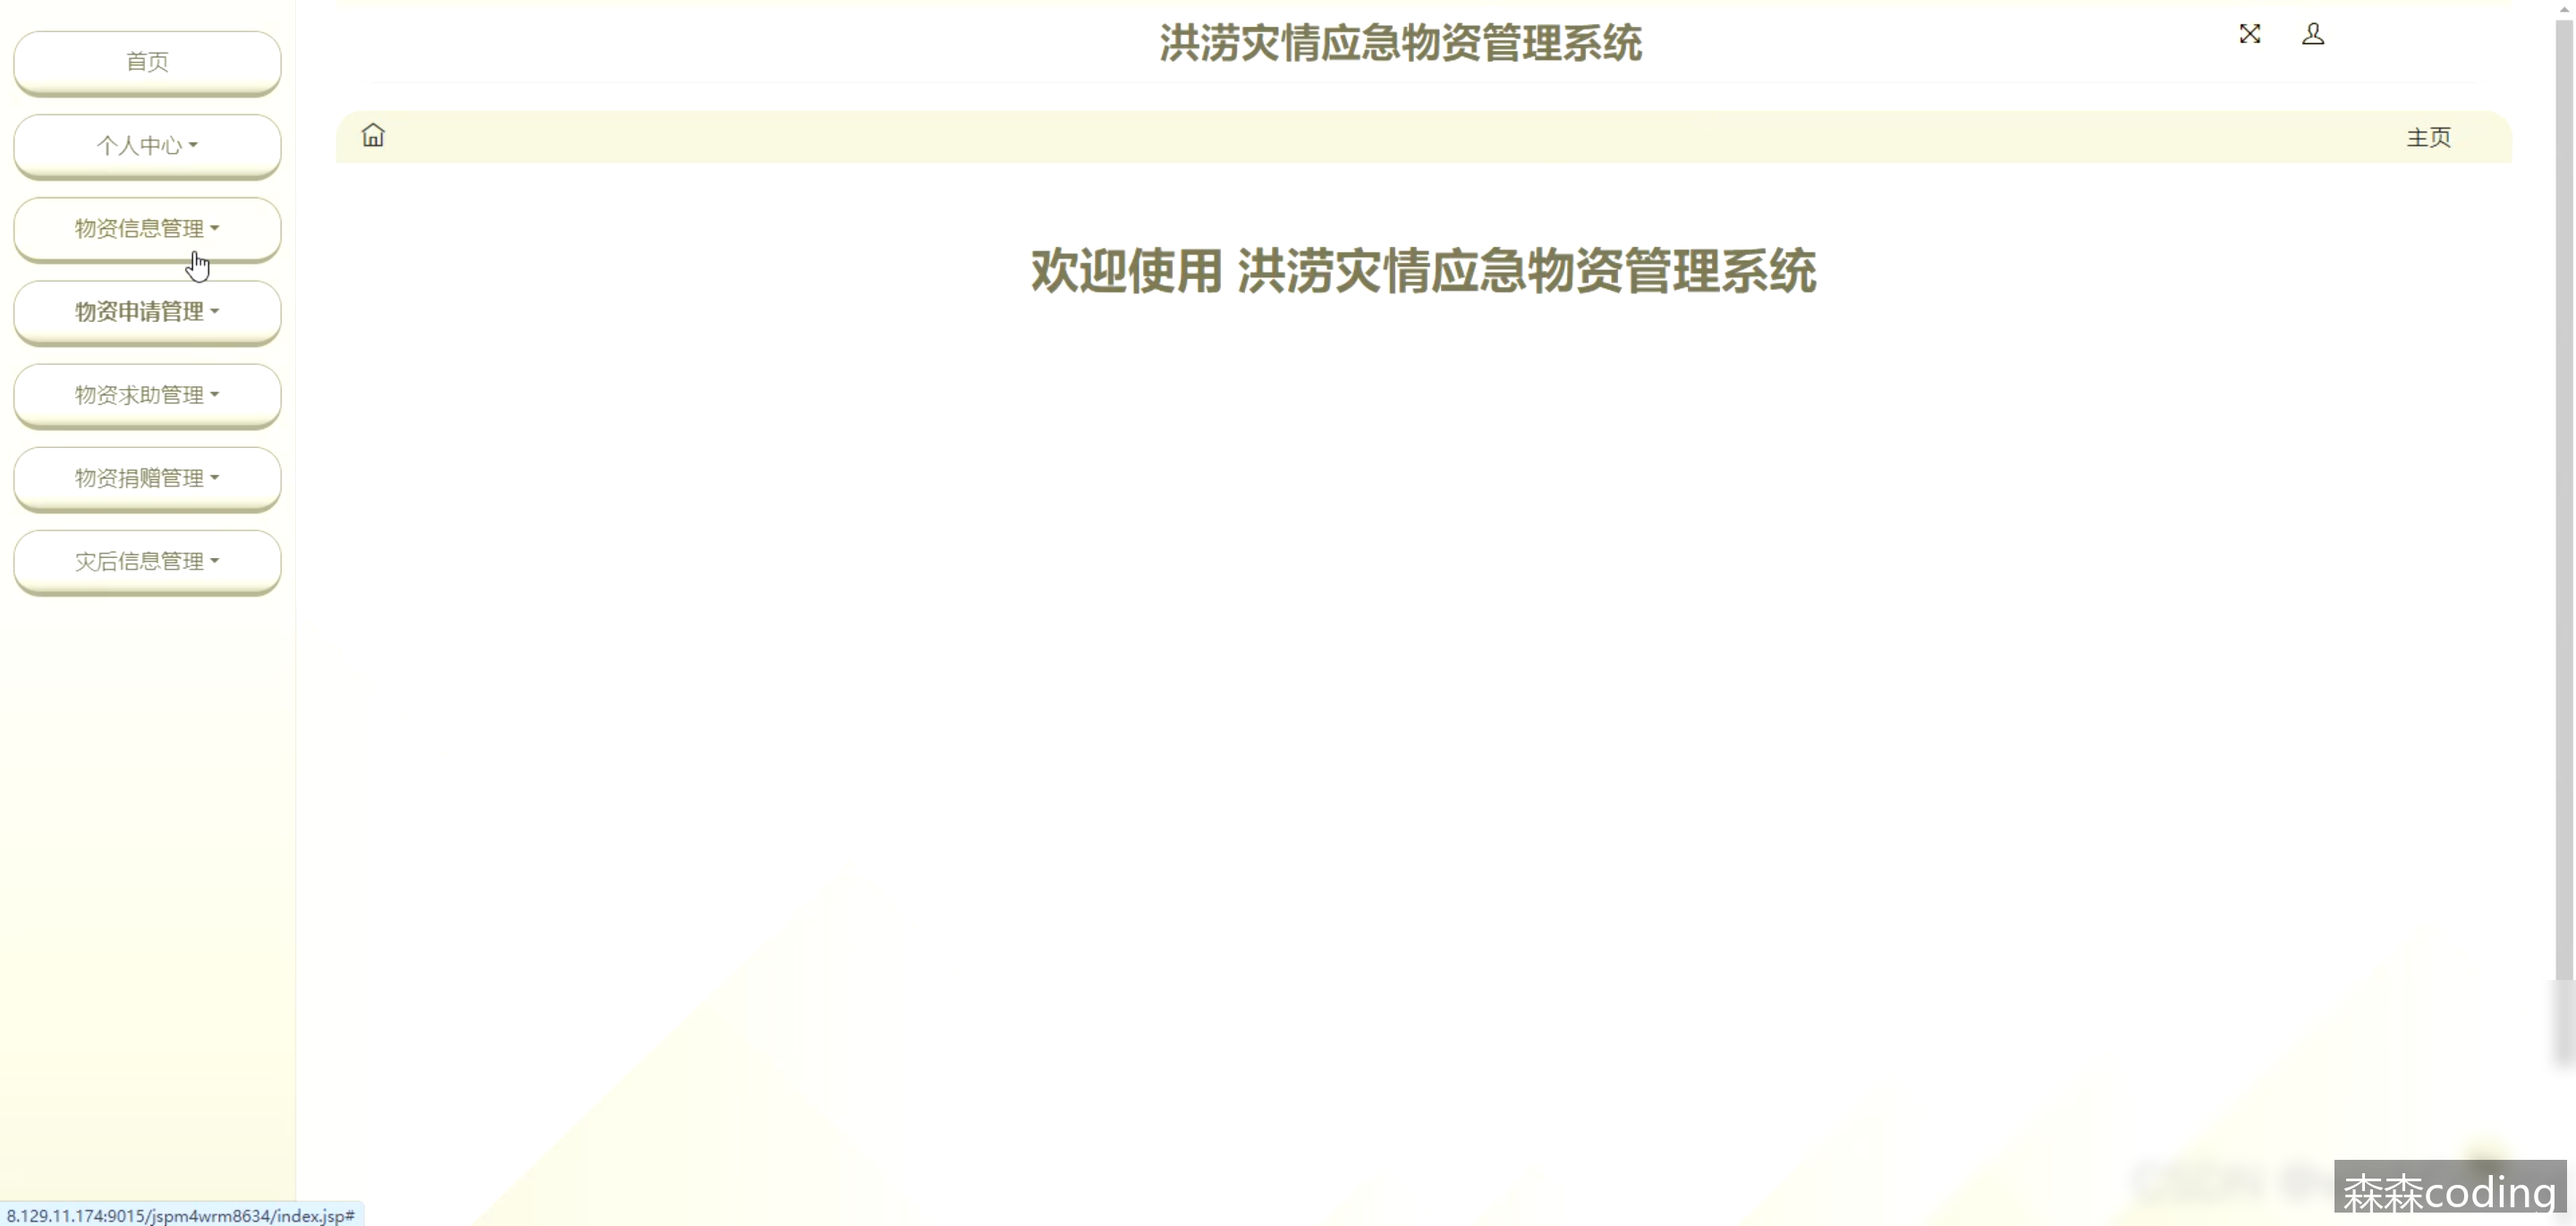 首页
个人中心
物资信息管理
物资申请管理
物资求助管理
物资捐赠管理
灾后信息管理
洪涝灾情应急物资管理系统
主页
欢迎使用 洪涝灾情应急物资管理系统
8.129.11.174:9015/jspm4wrm8634/index.jsp#
森森coding